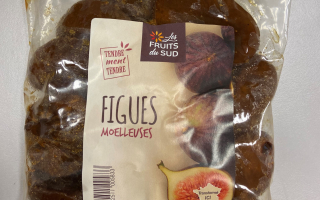 Les
FRUITS
DU SUD
TENDRE
ment
TENDRE
FIGUES
MOELLEUSES